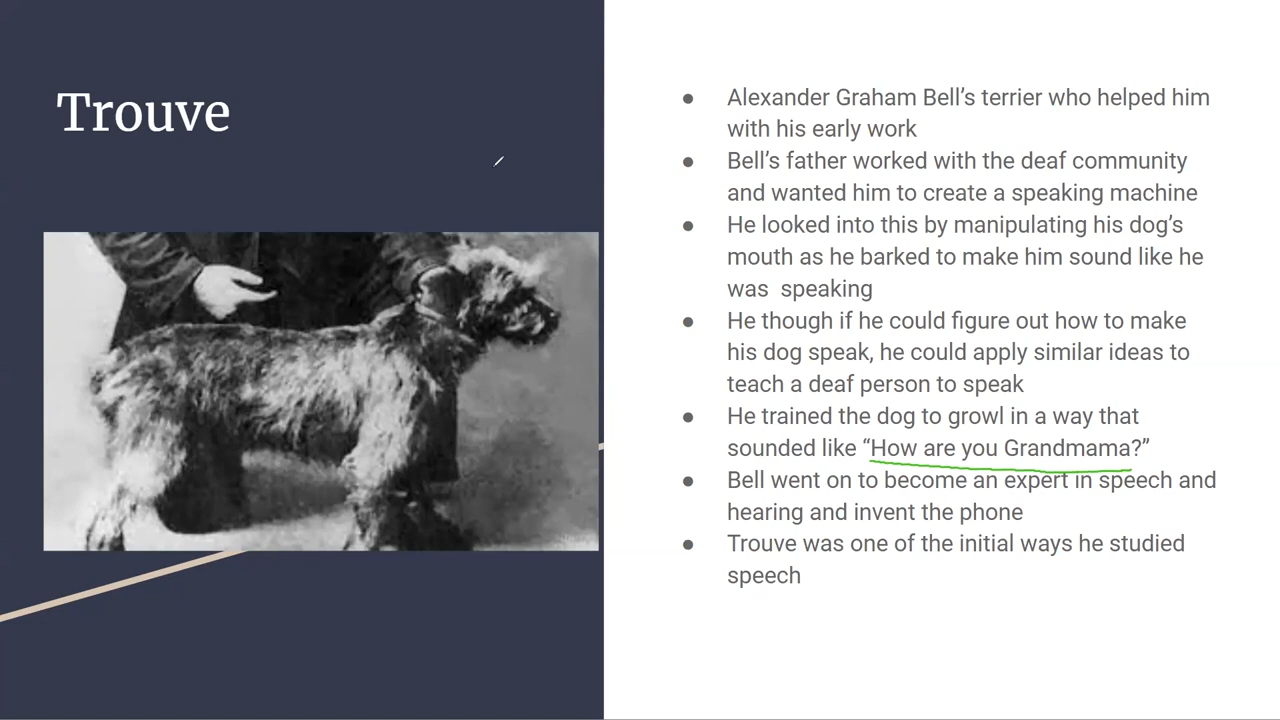 Trouve
● Alexander Graham Bell’s terrier who helped him
with his early work
● Bell’s father worked with the deaf community
and wanted him to create a speaking machine
● He looked into this by manipulating his dog’s
mouth as he barked to make him sound like he
was  speaking
● He though if he could figure out how to make
his dog speak, he could apply similar ideas to
teach a deaf person to speak
● He trained the dog to growl in a way that
sounded like “How are you Grandmama?”
● Bell went on to become an expert in speech and
hearing and invent the phone
● Trouve was one of the initial ways he studied
speech